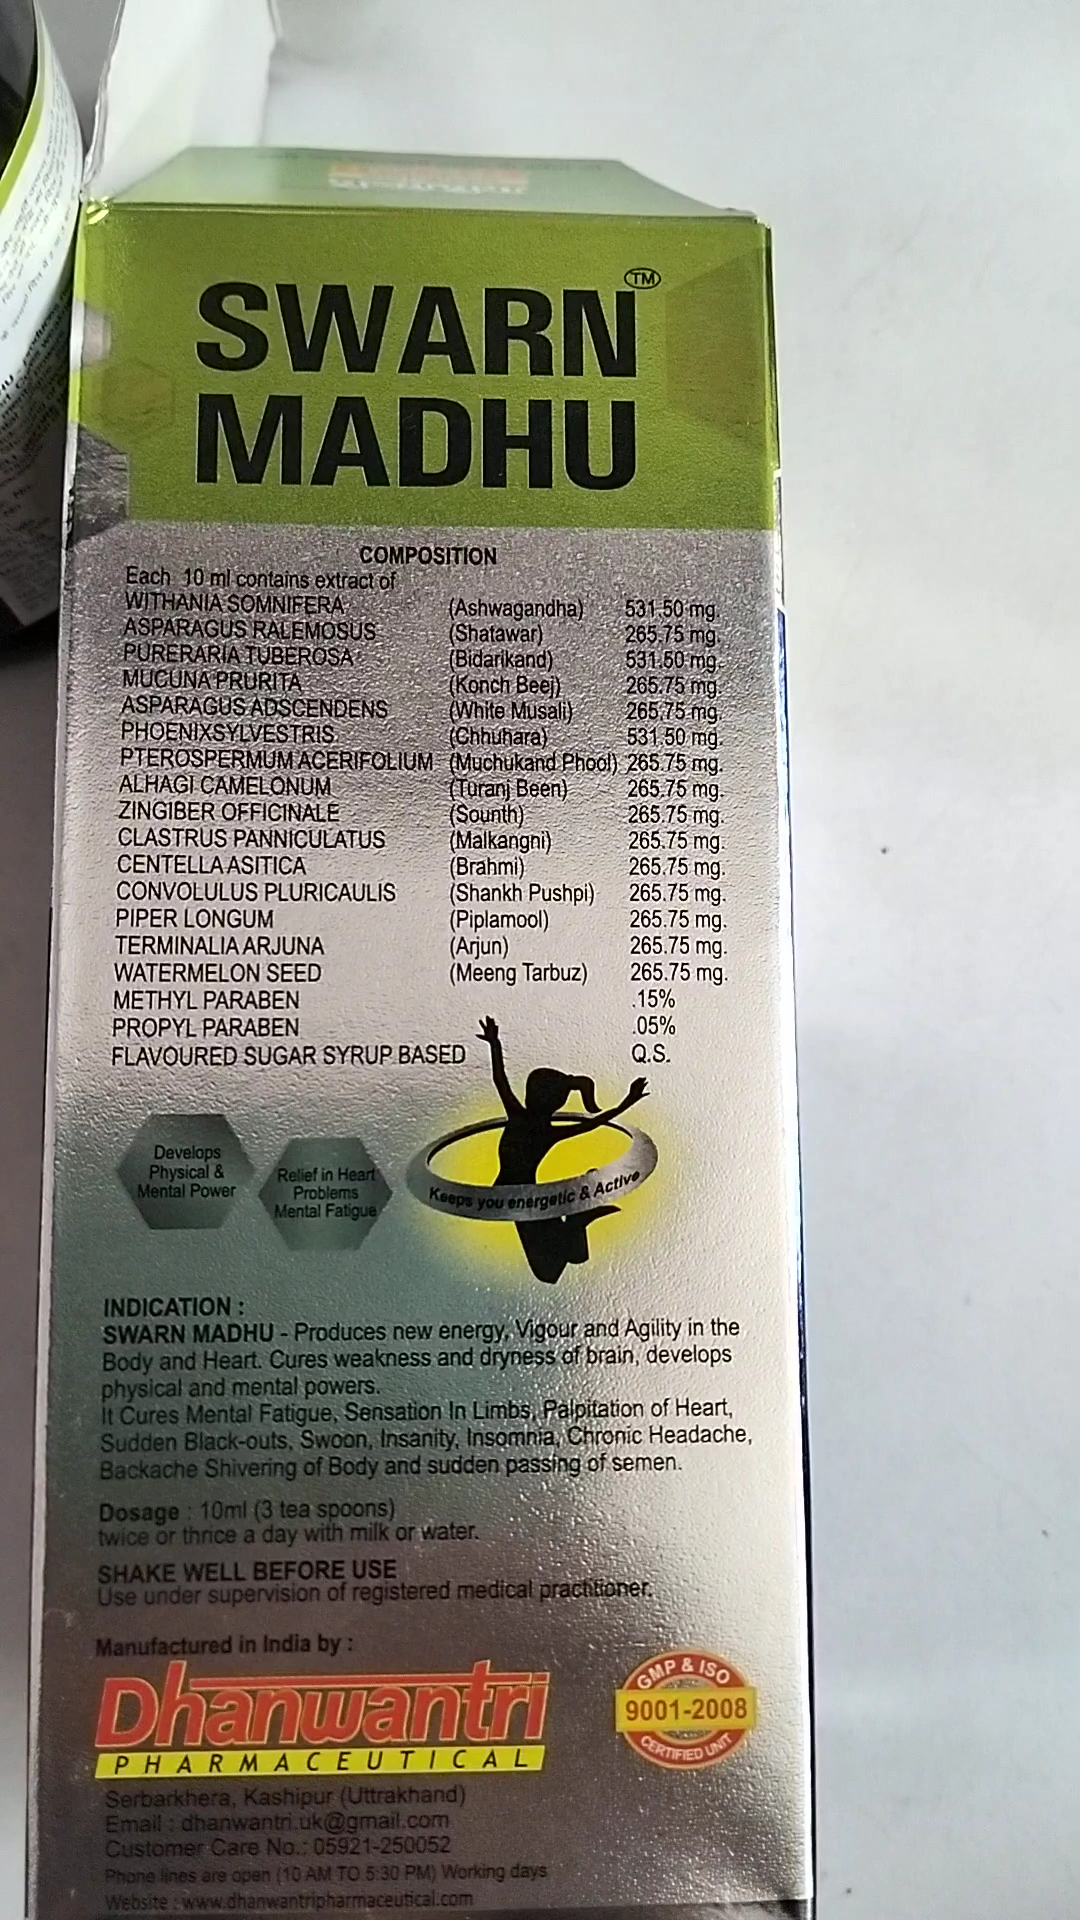 SWARN TM
MADHU
COMPOSITION
Each 10 ml contains extract of
WITHANIA SOMNIFERA (Ashwagandha) 531.50 mg.
ASPARAGUS RALEMOSUS (Shatawar) 265.75 mg.
PURERARIA TUBEROSA (Bidarikand) 531.50 mg.
MUCUNA PRURITA (Konch Beej) 265.75 mg.
ASPARAGUS ADSCENDENS (White Musali) 265.75 mg.
PHOENIXSYLVESTRIS (Chhuhara) 531.50 mg.
PTEROSPERMUM ACERIFOLIUM (Muchukand Phool) 265.75 mg.
ALHAGI CAMELONUM (Turanj Been) 265.75 mg.
ZINGIBER OFFICINALE (Sounth) 265.75 mg.
CLASTRUS PANNICULATUS (Malkangni) 265.75 mg.
CENTELLA ASITICA (Brahmi) 265.75 mg.
CONVOLULUS PLURICAULIS (Shankh Pushpi) 265.75 mg.
PIPER LONGUM (Piplamool) 265.75 mg.
TERMINALIA ARJUNA (Arjun) 265.75 mg.
WATERMELON SEED (Meeng Tarbuz) 265.75 mg.
METHYL PARABEN .15%
PROPYL PARABEN .05%
FLAVOURED SUGAR SYRUP BASED Q.S.
Develops
Physical &
Mental Power
Relief in Heart
Problems
Mental Fatigue
Keeps you energetic & Active
INDICATION :
SWARN MADHU - Produces new energy, Vigour and Agility in the
Body and Heart. Cures weakness and dryness of brain, develops
physical and mental powers.
It Cures Mental Fatigue, Sensation In Limbs, Palpitation of Heart,
Sudden Black-outs, Swoon, Insanity, Insomnia, Chronic Headache,
Backache Shivering of Body and sudden passing of semen.
Dosage : 10ml (3 tea spoons)
twice or thrice a day with milk or water.
SHAKE WELL BEFORE USE
Use under supervision of registered medical practitioner.
Manufactured in India by :
Dhanwantri
PHARMACEUTICAL
GMP & ISO
9001-2008
CERTIFIED UNIT
Serbarkhera, Kashipur (Uttrakhand)
Email : dhanwantri.uk@gmail.com
Customer Care No.: 05921-250052
Phone lines are open (10 AM TO 5:30 PM) Working days
Website : www.dhanwantripharmaceutical.com